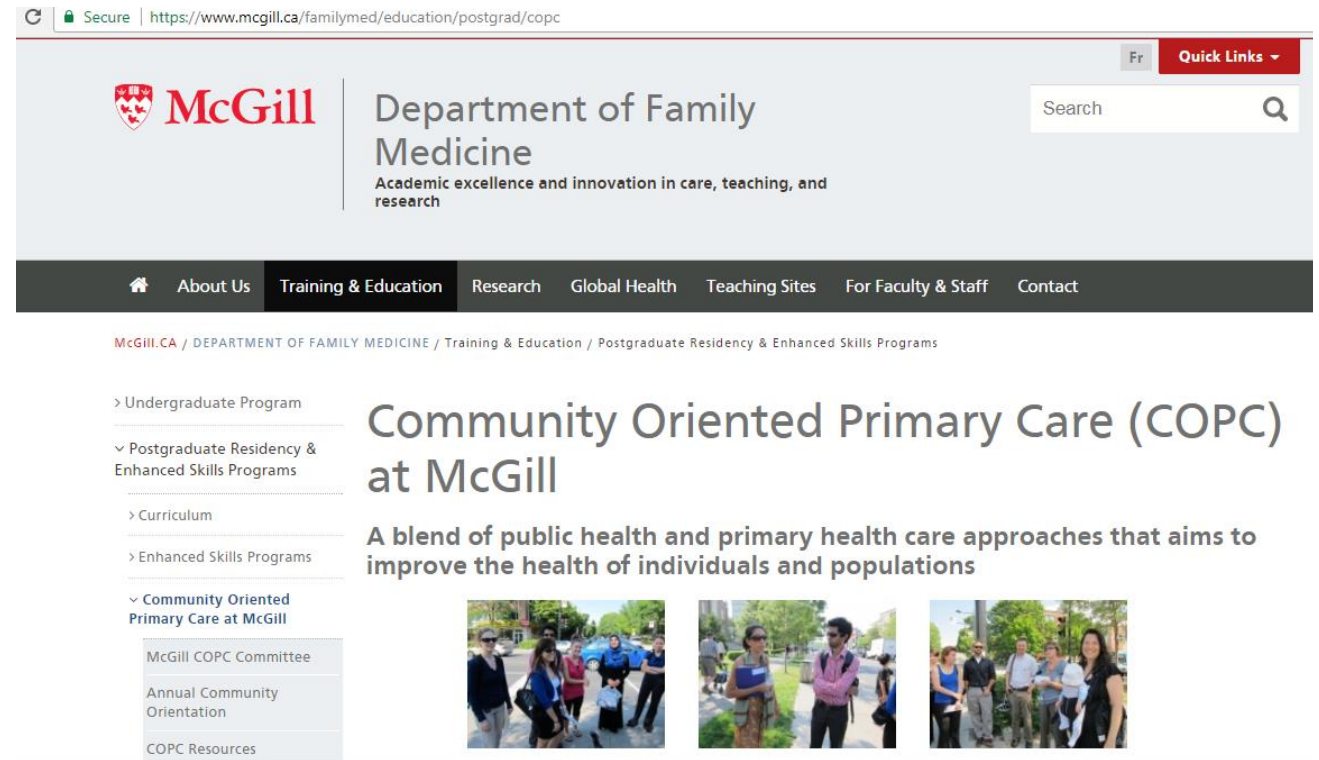 Secure | https://www.mcgill.ca/familymed/education/postgrad/copc
Fr
Quick Links
McGill
Department of Family
Medicine
Academic excellence and innovation in care, teaching, and
research
Search
About Us
Training & Education
Research
Global Health
Teaching Sites
For Faculty & Staff
Contact
McGill.CA / DEPARTMENT OF FAMILY MEDICINE / Training & Education / Postgraduate Residency & Enhanced Skills Programs
> Undergraduate Program
Postgraduate Residency &
Enhanced Skills Programs
> Curriculum
> Enhanced Skills Programs
Community Oriented
Primary Care at McGill
McGill COPC Committee
Annual Community
Orientation
COPC Resources
Community Oriented Primary Care (COPC)
at McGill
A blend of public health and primary health care approaches that aims to
improve the health of individuals and populations